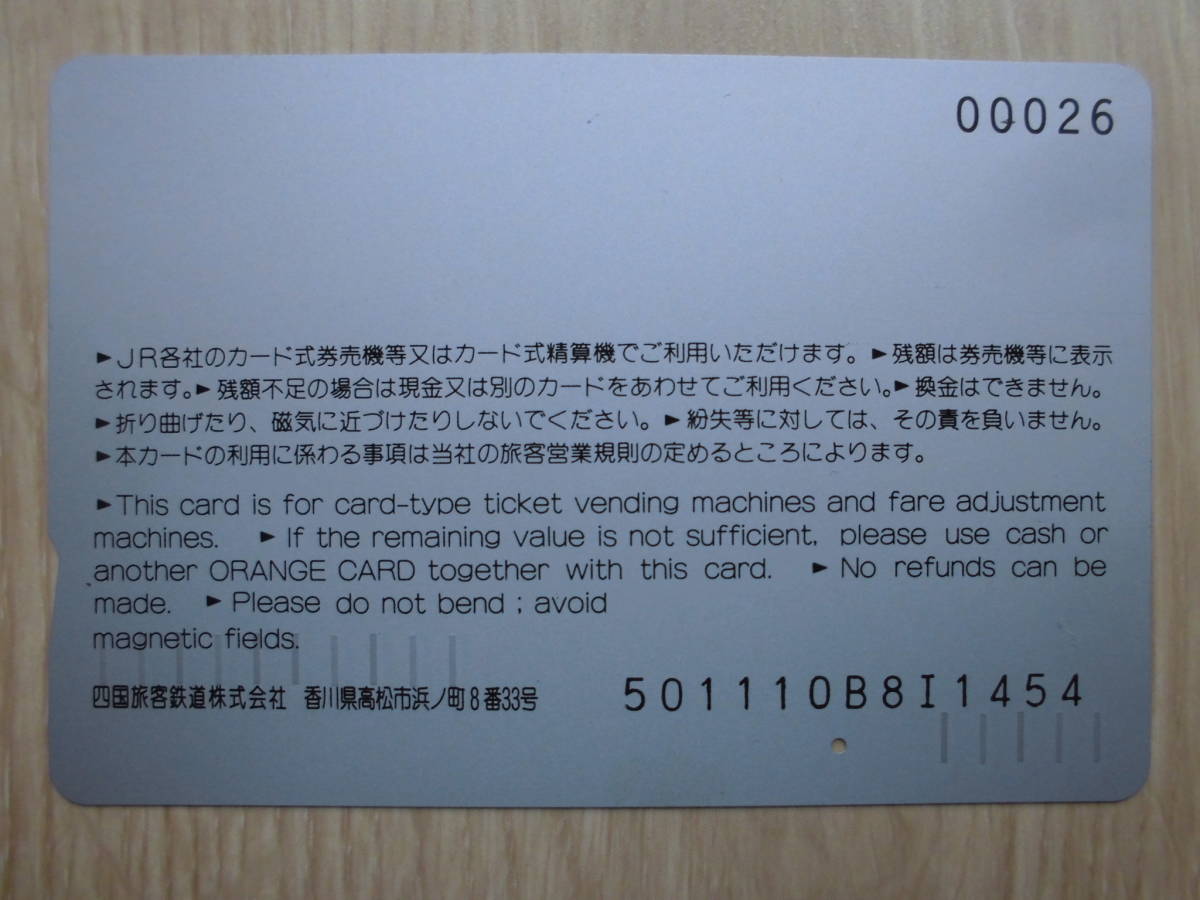 00026
►JR各社のカード式券売機等又はカード式精算機でご利用いただけます。►残額は券売機等に表示
されます。►残額不足の場合は現金又は別のカードをあわせてご利用ください。►換金はできません。
►折り曲げたり、磁気に近づけたりしないでください。►紛失等に対しては、その責を負いません。
►本カードの利用に係わる事項は当社の旅客営業規則の定めるところによります。
►This card is for card-type ticket vending machines and fare adjustment
machines. ►If the remaining value is not sufficient, please use cash or
another ORANGE CARD together with this card. ►No refunds can be
made. ►Please do not bend ; avoid
magnetic fields.
四国旅客鉄道株式会社 香川県高松市浜ノ町8番33号
501110B8I1454